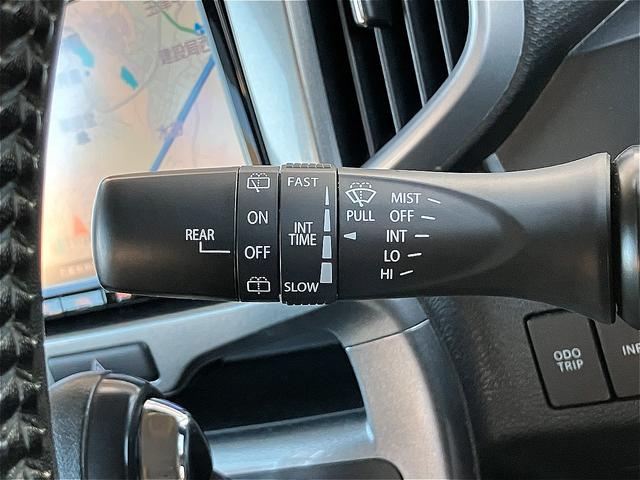 FAST
ON
INT
TIME
REAR
OFF
SLOW
PULL
MIST
OFF
INT
LO
HI
ODO
TRIP